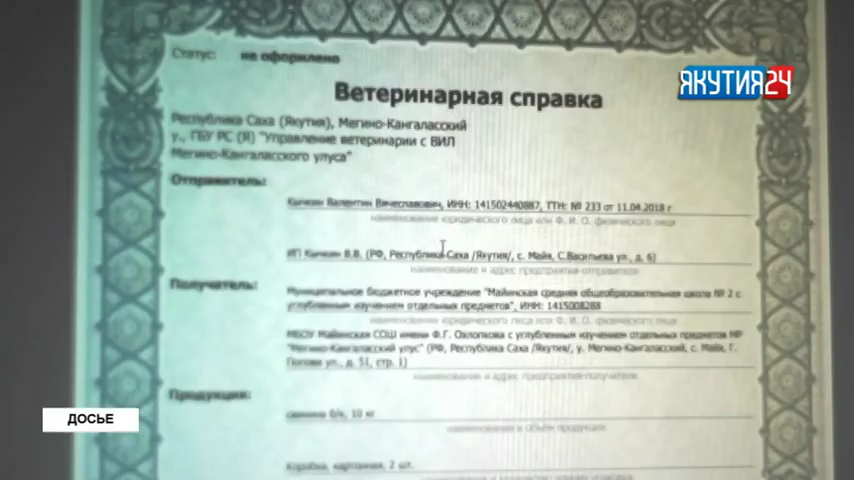 Статус: не оформлено
ЯКУТИЯ24
Ветеринарная справка
Республика Саха (Якутия), Мегино-Кангаласский
у., ГБУ РС (Я) "Управление ветеринарии с ВИЛ
Мегино-Кангаласского улуса"
Отправитель:
Кычкин Валентин Вячеславович, ИНН: 141502440887, ТТН: № 233 от 11.04.2018 г
наименование юридического лица или Ф. И. О. физического лица
ИП Кычкин В.В. (РФ, Республика Саха /Якутия/, с. Майя, С.Васильева ул., д. 6)
наименование и адрес предприятия-отправителя
Получатель:
Муниципальное бюджетное учреждение "Майинская средняя общеобразовательная школа № 2 с
углубленным изучением отдельных предметов", ИНН: 1415008288
наименование юридического лица или Ф. И. О. физического лица
МБОУ Майинская СОШ имени Ф.Г. Охлопкова с углубленным изучением отдельных предметов МР
"Мегино-Кангаласский улус" (РФ, Республика Саха /Якутия/, у. Мегино-Кангаласский, с. Майя, Г.
Попова ул., д. 51, стр. 1)
наименование и адрес предприятия-получателя
Продукция:
свинина б/к, 10 кг
наименование и объём продукции
Коробка, картонная, 2 шт.
ДОСЬЕ